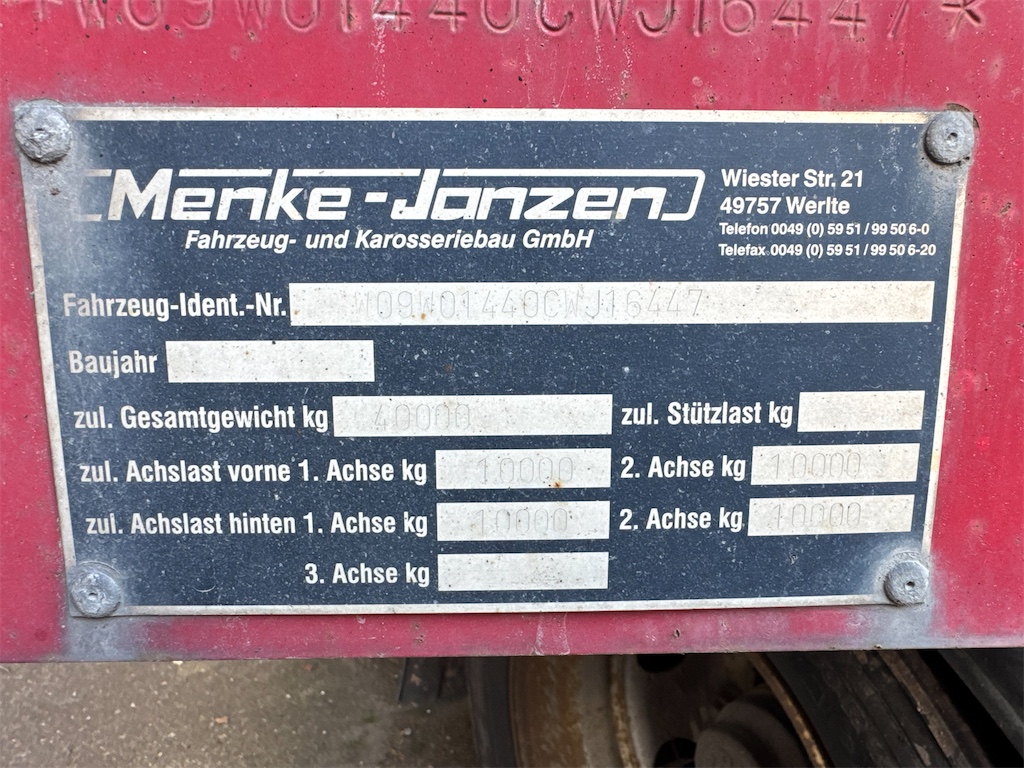 W09W01440CWJ16447*
Menke-Janzen
Fahrzeug- und Karosseriebau GmbH
Wiester Str. 21
49757 Werlte
Telefon 0049 (0) 59 51 / 99 50 6-0
Telefax 0049 (0) 59 51 / 99 50 6-20
Fahrzeug-Ident.-Nr. W09W01440CWJ16447
Baujahr
zul. Gesamtgewicht kg 40000 zul. Stützlast kg
zul. Achslast vorne 1. Achse kg 10000 2. Achse kg 10000
zul. Achslast hinten 1. Achse kg 10000 2. Achse kg 10000
3. Achse kg